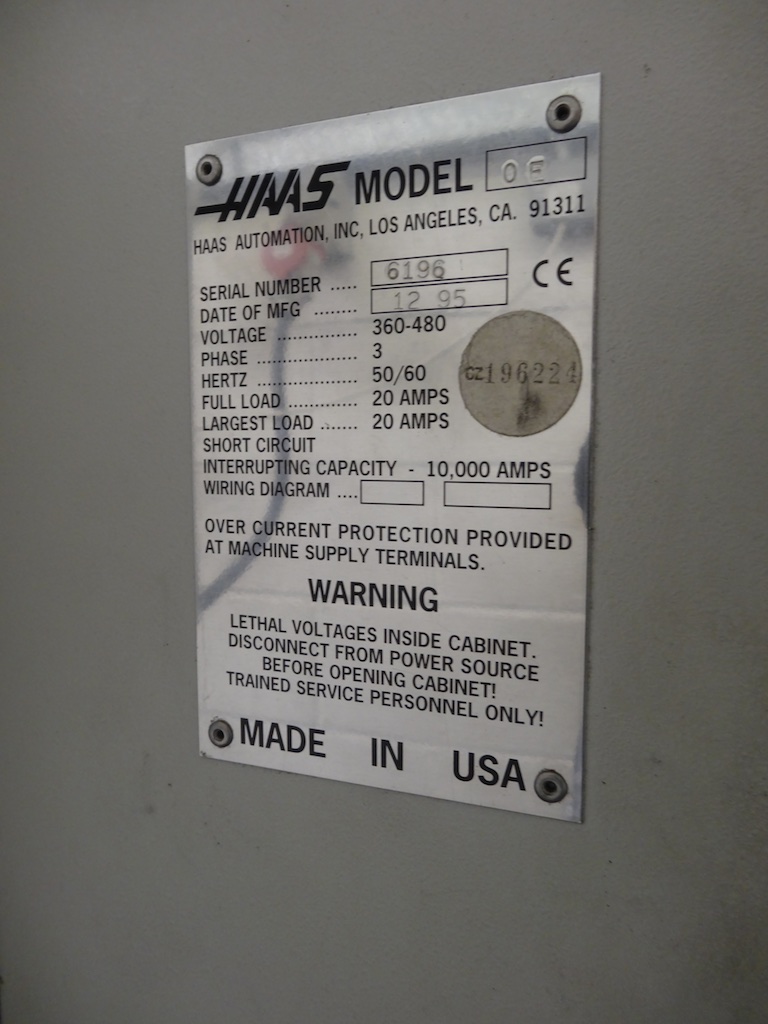 HAAS MODEL 0E
HAAS AUTOMATION, INC, LOS ANGELES, CA. 91311
CE
SERIAL NUMBER ..... 6196
DATE OF MFG ........ 12 95
VOLTAGE ............... 360-480
PHASE ................... 3
HERTZ ................... 50/60
FULL LOAD ............. 20 AMPS
LARGEST LOAD ....... 20 AMPS
CZ196224
SHORT CIRCUIT
INTERRUPTING CAPACITY - 10,000 AMPS
WIRING DIAGRAM ....
OVER CURRENT PROTECTION PROVIDED
AT MACHINE SUPPLY TERMINALS.
WARNING
LETHAL VOLTAGES INSIDE CABINET.
DISCONNECT FROM POWER SOURCE
BEFORE OPENING CABINET!
TRAINED SERVICE PERSONNEL ONLY!
MADE IN USA